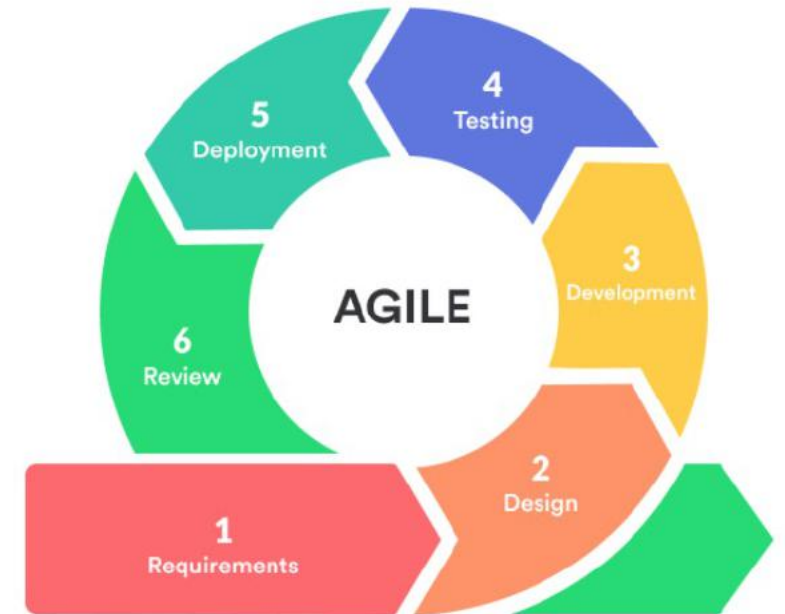 AGILE
1
Requirements
2
Design
3
Development
4
Testing
5
Deployment
6
Review